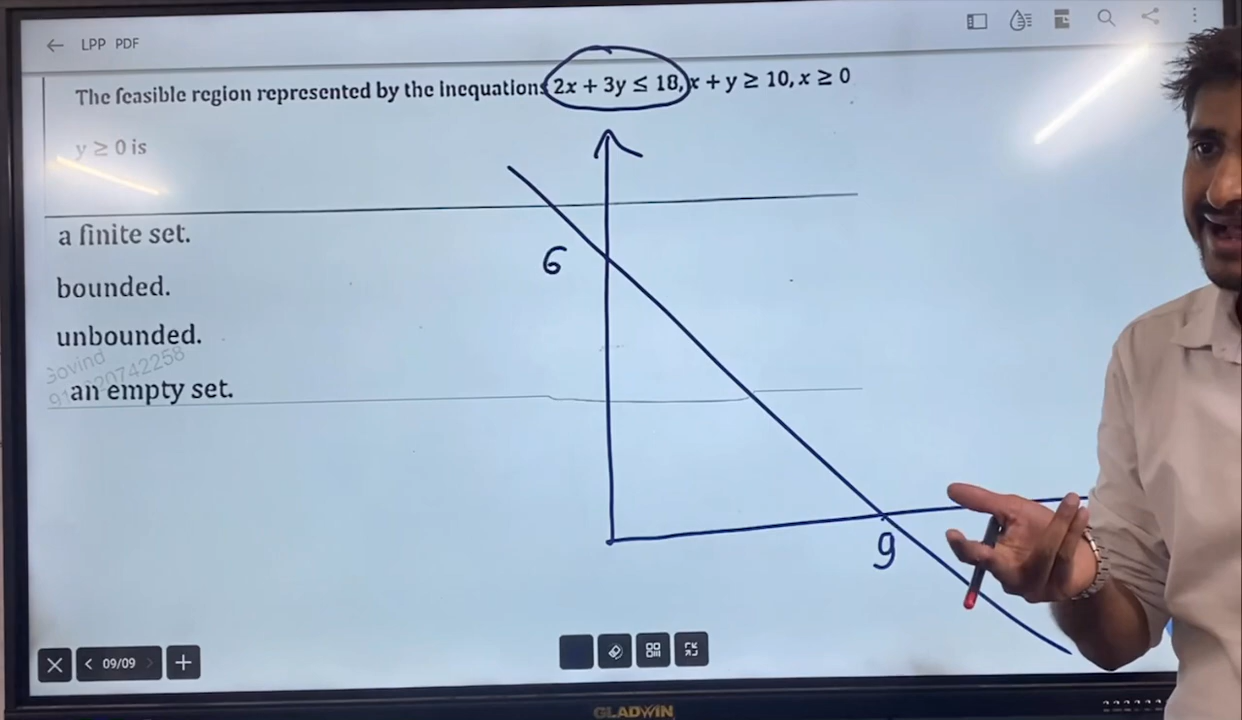 ← LPP PDF
The feasible region represented by the inequations 2x + 3y ≤ 18, x + y ≥ 10, x ≥ 0
y ≥ 0 is
a finite set.
6
bounded.
unbounded.
Govind
an empty set.
9
09/09
GLADWIN